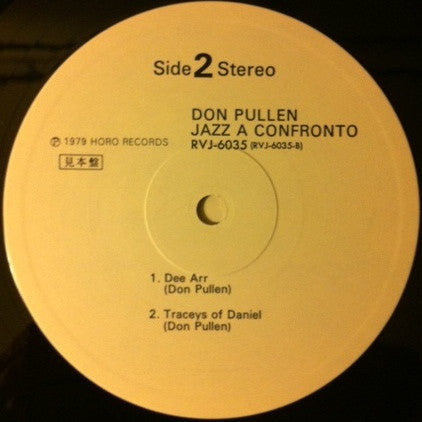 Side 2 Stereo
DON PULLEN
JAZZ A CONFRONTO
RVJ-6035 (RVJ-6035-B)
Ⓟ 1979 HORO RECORDS
見本盤
1. Dee Arr
(Don Pullen)
2. Traceys of Daniel
(Don Pullen)